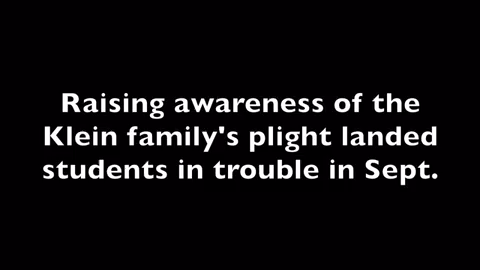 Raising awareness of the
Klein family's plight landed
students in trouble in Sept.